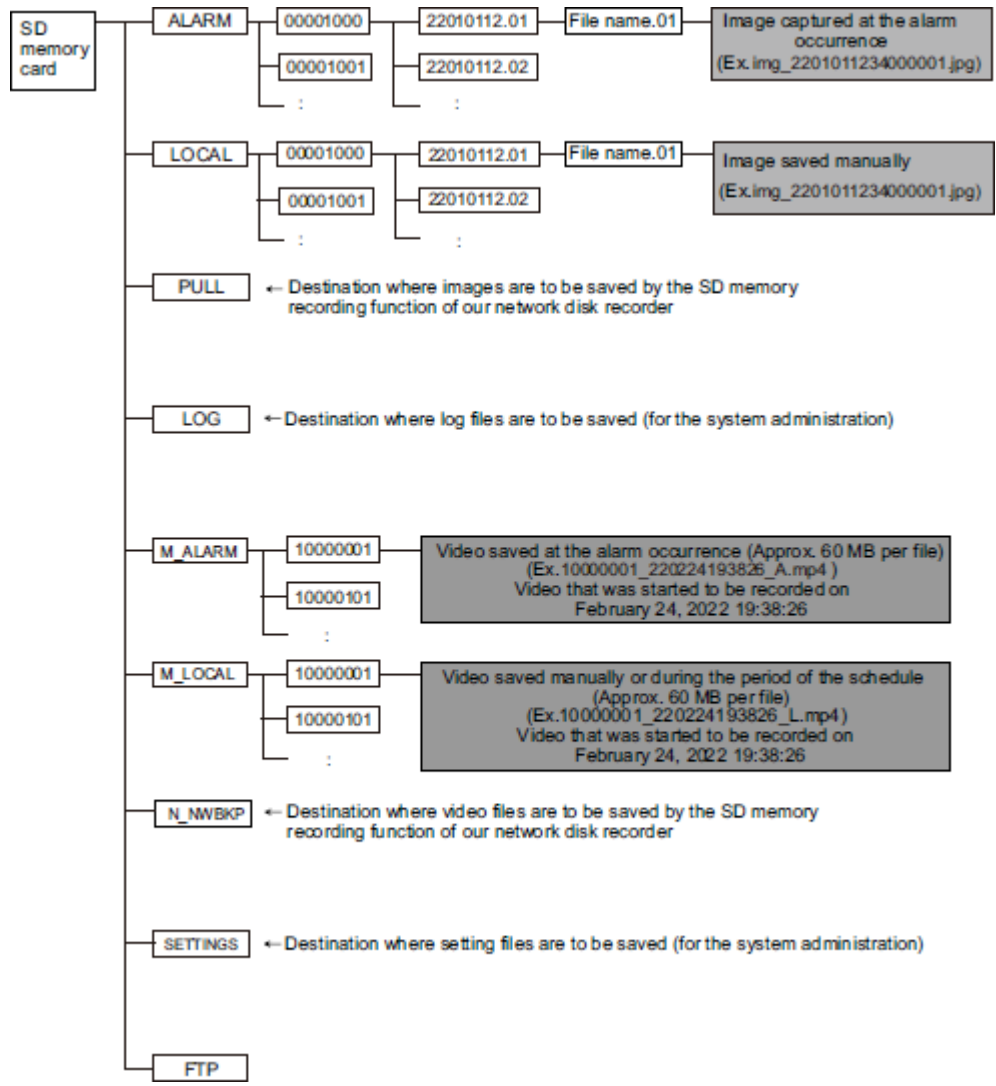 SD
memory
card
ALARM
00001000
22010112.01
File name.01
Image captured at the alarm
occurrence
(Ex.img_2201011234000001.jpg)
00001001
22010112.02
:
:
LOCAL
00001000
22010112.01
File name.01
Image saved manually
(Ex.img_2201011234000001.jpg)
00001001
22010112.02
:
:
PULL
← Destination where images are to be saved by the SD memory
recording function of our network disk recorder
LOG
← Destination where log files are to be saved (for the system administration)
M_ALARM
10000001
Video saved at the alarm occurrence (Approx. 60 MB per file)
(Ex.10000001_220224193826_A.mp4 )
Video that was started to be recorded on
February 24, 2022 19:38:26
10000101
:
M_LOCAL
10000001
Video saved manually or during the period of the schedule
(Approx. 60 MB per file)
(Ex.10000001_220224193826_L.mp4)
Video that was started to be recorded on
February 24, 2022 19:38:26
10000101
:
N_NWBKP
← Destination where video files are to be saved by the SD memory
recording function of our network disk recorder
SETTINGS
← Destination where setting files are to be saved (for the system administration)
FTP